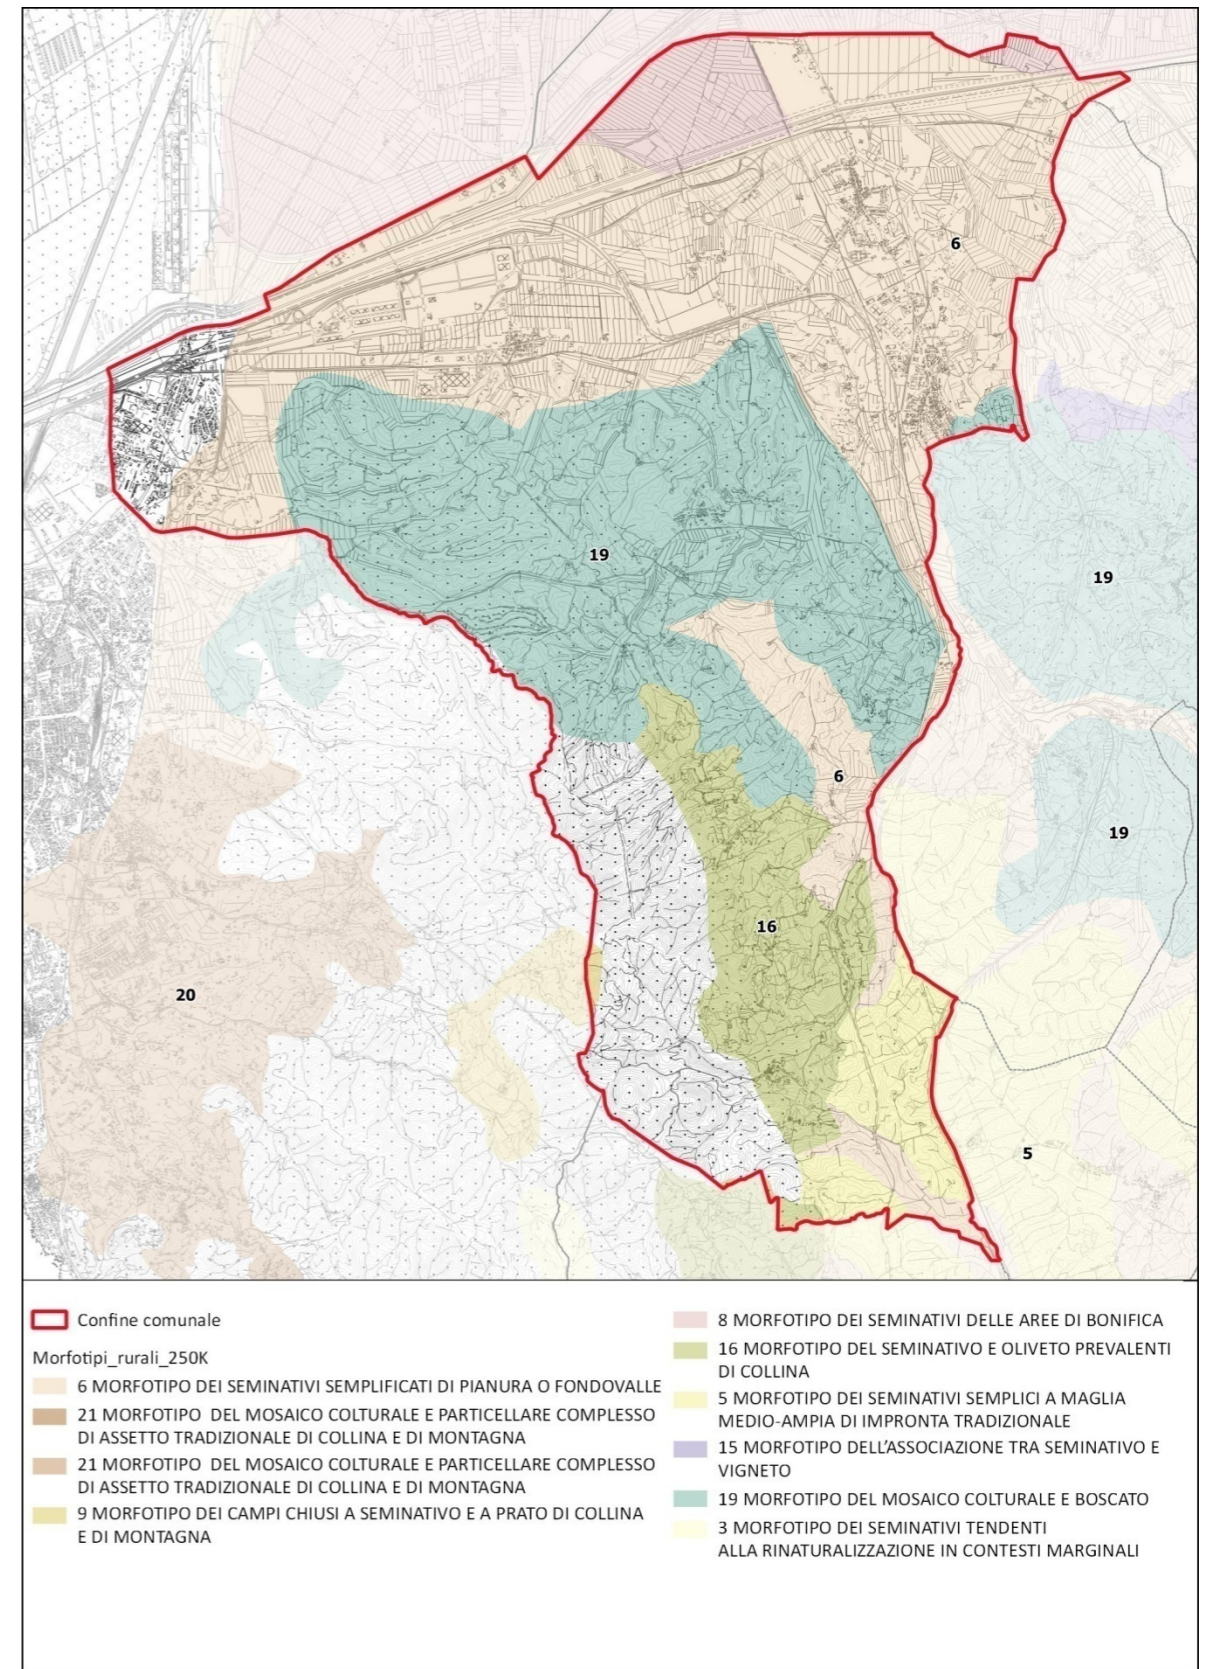 6
19
19
6
19
16
20
5
Confine comunale
Morfotipi_rurali_250K
6 MORFOTIPO DEI SEMINATIVI SEMPLIFICATI DI PIANURA O FONDOVALLE
21 MORFOTIPO DEL MOSAICO COLTURALE E PARTICELLARE COMPLESSO
DI ASSETTO TRADIZIONALE DI COLLINA E DI MONTAGNA
21 MORFOTIPO DEL MOSAICO COLTURALE E PARTICELLARE COMPLESSO
DI ASSETTO TRADIZIONALE DI COLLINA E DI MONTAGNA
9 MORFOTIPO DEI CAMPI CHIUSI A SEMINATIVO E A PRATO DI COLLINA
E DI MONTAGNA
8 MORFOTIPO DEI SEMINATIVI DELLE AREE DI BONIFICA
16 MORFOTIPO DEL SEMINATIVO E OLIVETO PREVALENTI
DI COLLINA
5 MORFOTIPO DEI SEMINATIVI SEMPLICI A MAGLIA
MEDIO-AMPIA DI IMPRONTA TRADIZIONALE
15 MORFOTIPO DELL'ASSOCIAZIONE TRA SEMINATIVO E
VIGNETO
19 MORFOTIPO DEL MOSAICO COLTURALE E BOSCATO
3 MORFOTIPO DEI SEMINATIVI TENDENTI
ALLA RINATURALIZZAZIONE IN CONTESTI MARGINALI